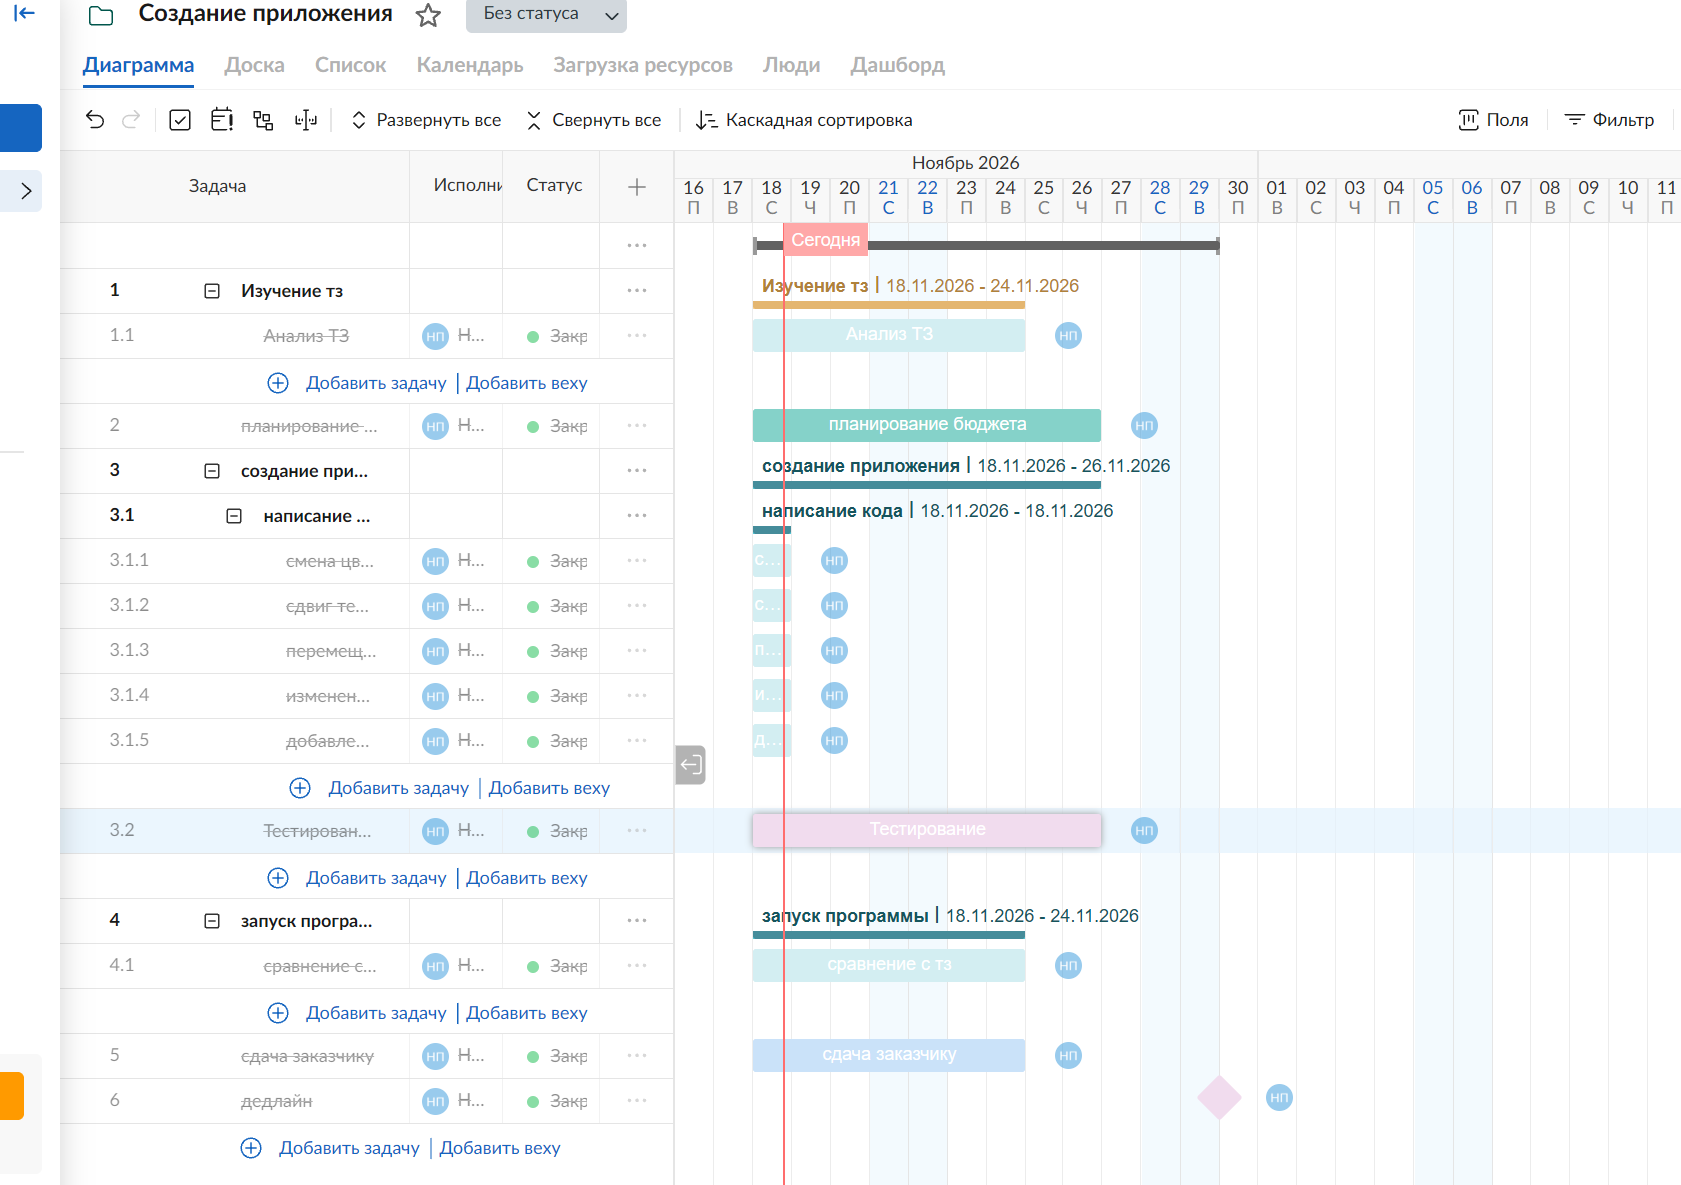 Создание приложения
Без статуса
Диаграмма Доска Список Календарь Загрузка ресурсов Люди Дашборд
Развернуть все Свернуть все Каскадная сортировка Поля Фильтр
Задача Исполни Статус
Ноябрь 2026
16 17 18 19 20 21 22 23 24 25 26 27 28 29 30 01 02 03 04 05 06 07 08 09 10 11
П В С Ч П С В П В С Ч П С В П В С Ч П С В П В С Ч П
Сегодня
1 Изучение тз ... Изучение тз | 18.11.2026 - 24.11.2026
1.1 Анализ ТЗ НП Н... Закр ... Анализ ТЗ НП
Добавить задачу | Добавить веху
2 планирование ... НП Н... Закр ... планирование бюджета НП
3 создание при... ... создание приложения | 18.11.2026 - 26.11.2026
3.1 написание ... ... написание кода | 18.11.2026 - 18.11.2026
3.1.1 смена цв... НП Н... Закр ... с... НП
3.1.2 сдвиг те... НП Н... Закр ... с... НП
3.1.3 перемещ... НП Н... Закр ... п... НП
3.1.4 изменен... НП Н... Закр ... и... НП
3.1.5 добавле... НП Н... Закр ... д... НП
Добавить задачу | Добавить веху
3.2 Тестирован... НП Н... Закр ... Тестирование НП
Добавить задачу | Добавить веху
4 запуск програ... ... запуск программы | 18.11.2026 - 24.11.2026
4.1 сравнение с... НП Н... Закр ... сравнение с тз НП
Добавить задачу | Добавить веху
5 сдача заказчику НП Н... Закр ... сдача заказчику НП
6 дедлайн НП Н... Закр ... НП
Добавить задачу | Добавить веху